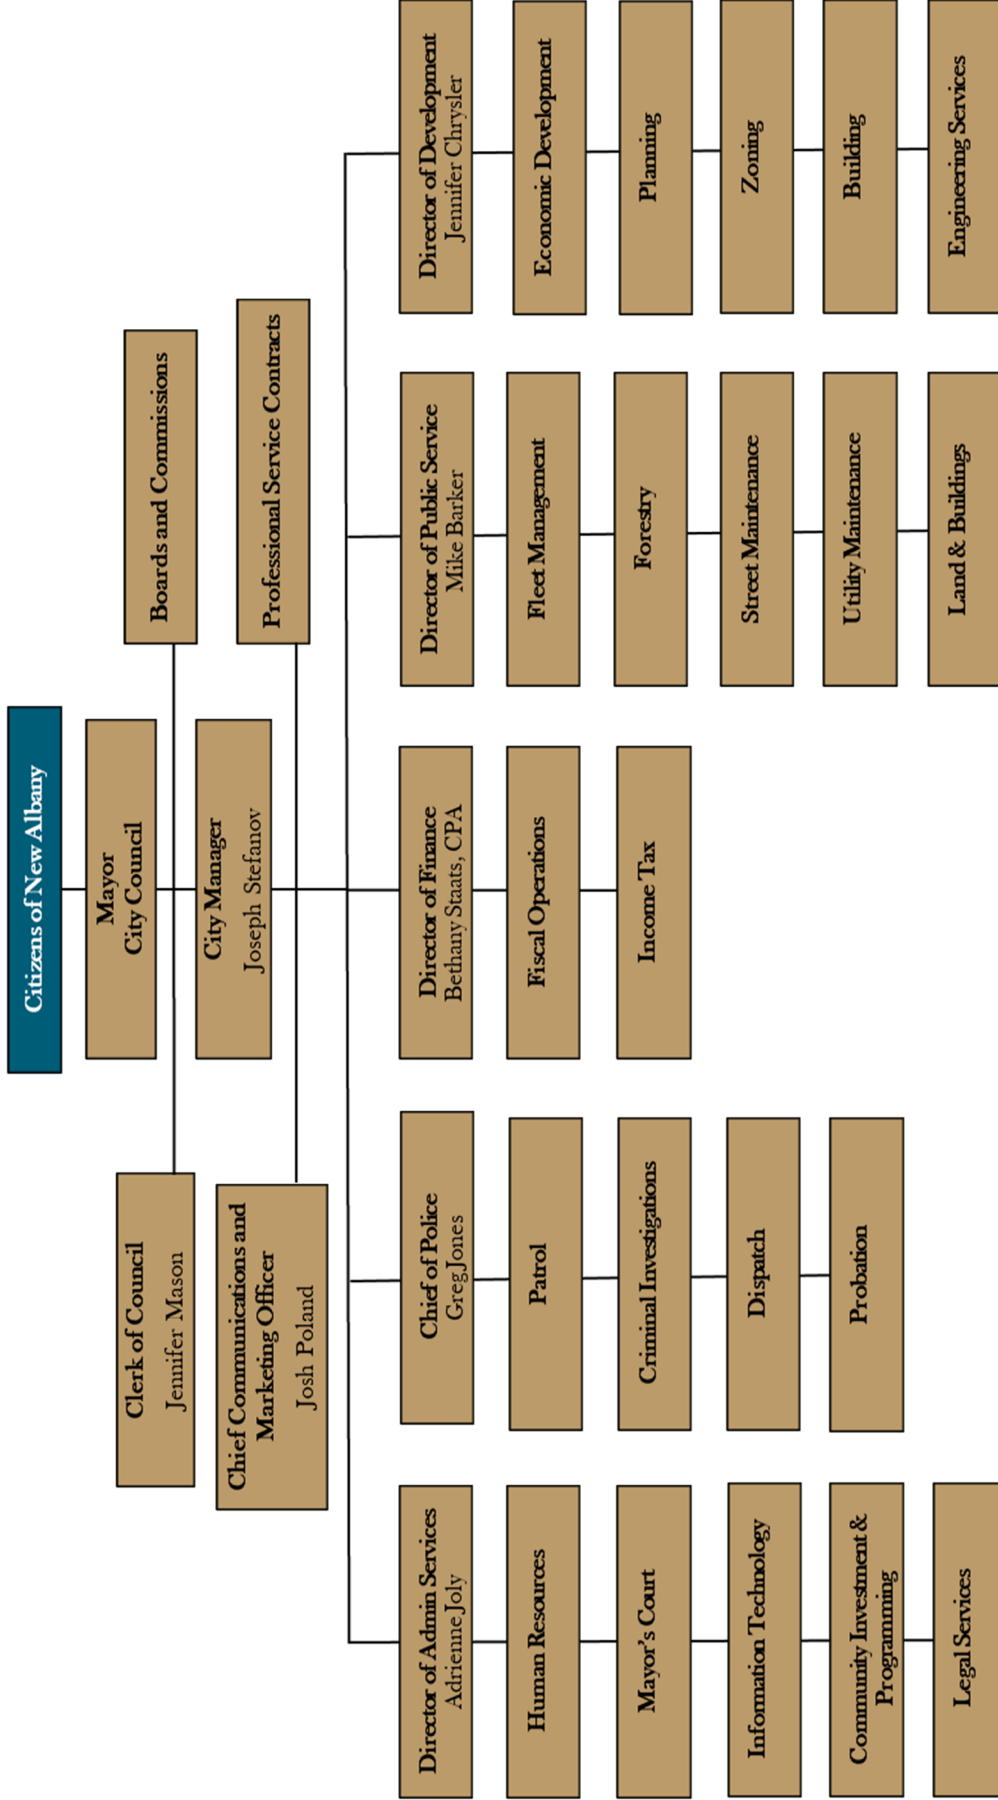 Citizens of New Albany
Mayor
City Council
Clerk of Council
Jennifer Mason
Boards and Commissions
City Manager
Joseph Stefanov
Chief Communications and
Marketing Officer
Josh Poland
Professional Service Contracts
Director of Admin Services
Adrienne Joly
Human Resources
Mayor's Court
Information Technology
Community Investment &
Programming
Legal Services
Chief of Police
Greg Jones
Patrol
Criminal Investigations
Dispatch
Probation
Director of Finance
Bethany Staats, CPA
Fiscal Operations
Income Tax
Director of Public Service
Mike Barker
Fleet Management
Forestry
Street Maintenance
Utility Maintenance
Land & Buildings
Director of Development
Jennifer Chrysler
Economic Development
Planning
Zoning
Building
Engineering Services